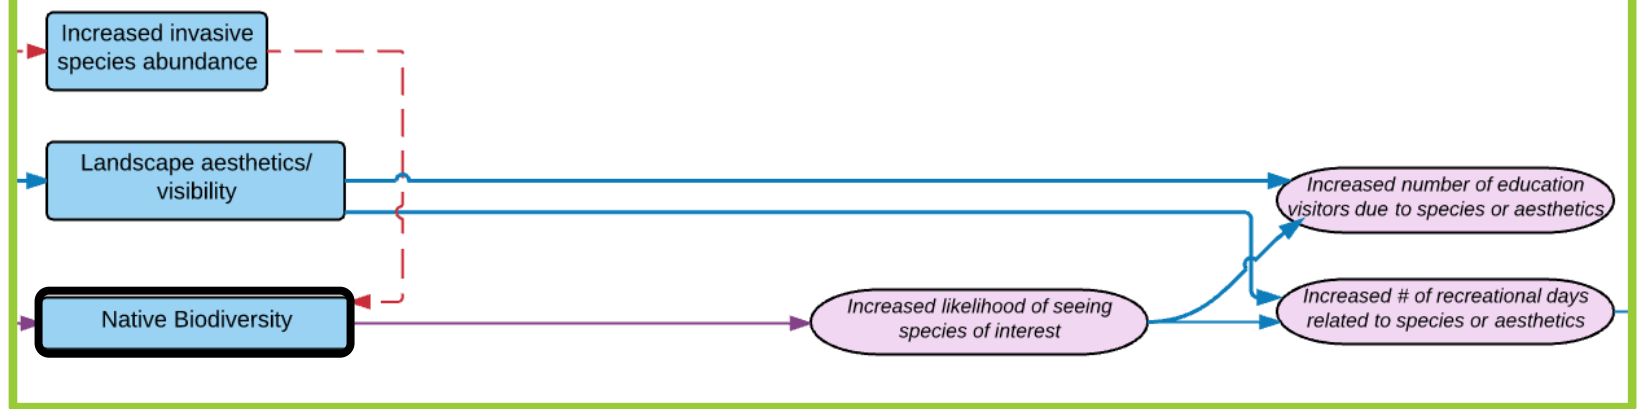 Increased invasive
species abundance
Landscape aesthetics/
visibility
Increased number of education
visitors due to species or aesthetics
Native Biodiversity
Increased likelihood of seeing
species of interest
Increased # of recreational days
related to species or aesthetics